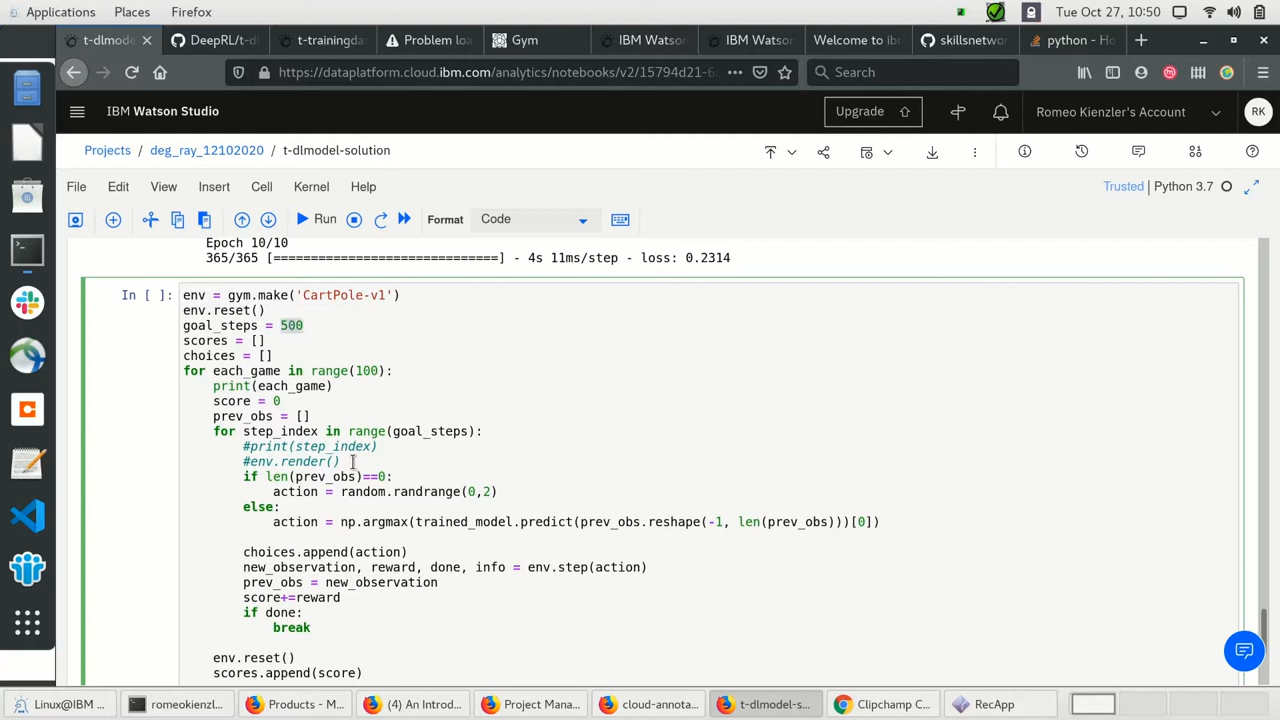 Applications Places Firefox Tue Oct 27, 10:50
t-dlmode DeepRL/t-d t-trainingda Problem loa Gym IBM Watso IBM Watso Welcome to ib skillsnetwo python - Ho
https://dataplatform.cloud.ibm.com/analytics/notebooks/v2/15794d21-6 Search
IBM Watson Studio Upgrade Romeo Kienzler's Account RK
Projects / deg_ray_12102020 / t-dlmodel-solution
File Edit View Insert Cell Kernel Help Trusted | Python 3.7
Run Format Code
Epoch 10/10
365/365 [==============================] - 4s 11ms/step - loss: 0.2314
In [ ]: env = gym.make('CartPole-v1')
env.reset()
goal_steps = 500
scores = []
choices = []
for each_game in range(100):
print(each_game)
score = 0
prev_obs = []
for step_index in range(goal_steps):
#print(step_index)
#env.render()
if len(prev_obs)==0:
action = random.randrange(0,2)
else:
action = np.argmax(trained_model.predict(prev_obs.reshape(-1, len(prev_obs)))[0])
choices.append(action)
new_observation, reward, done, info = env.step(action)
prev_obs = new_observation
score+=reward
if done:
break
env.reset()
scores.append(score)
Linux@IBM ... romeokienzl... Products - M... (4) An Introd... Project Mana... cloud-annota... t-dlmodel-s... Clipchamp C... RecApp